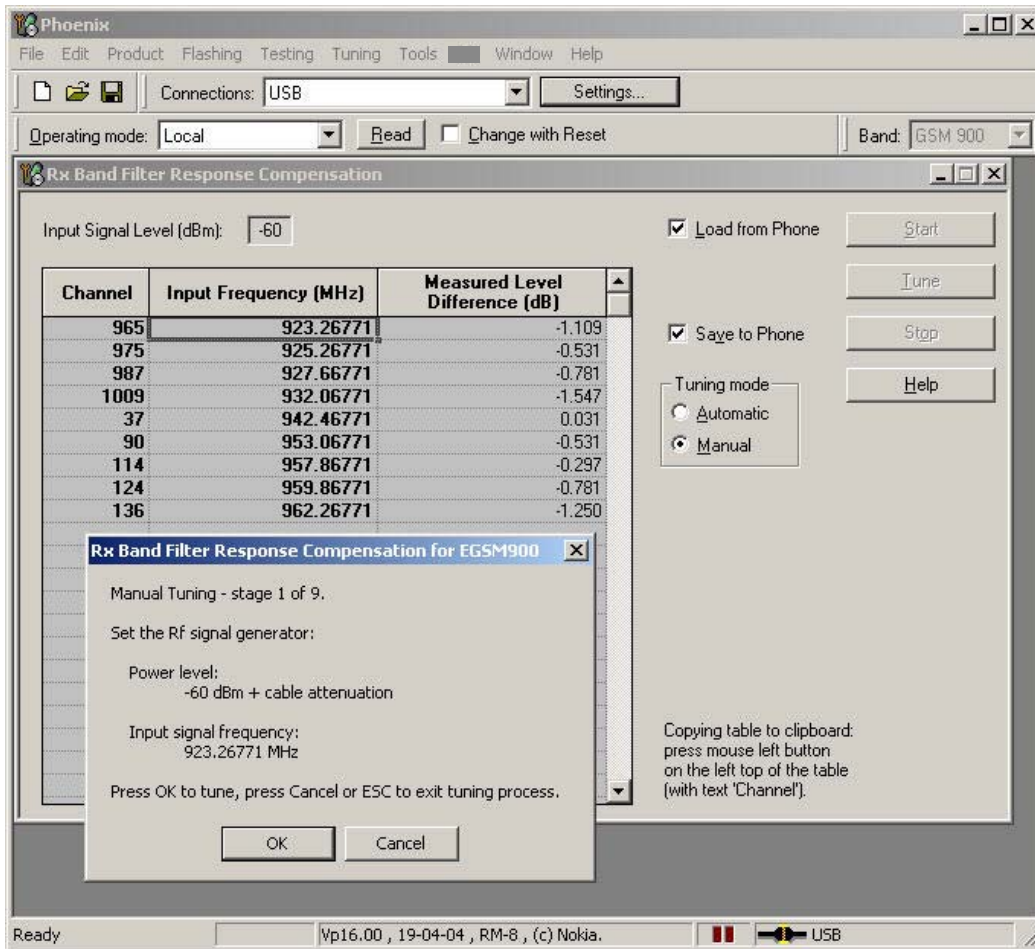 Phoenix
File Edit Product Flashing Testing Tuning Tools Window Help
Connections: USB Settings...
Operating mode: Local Read Change with Reset Band: GSM 900
Rx Band Filter Response Compensation
Input Signal Level (dBm): -60
Load from Phone Start
Channel Input Frequency (MHz) Measured Level Difference (dB)
Tune
965 923.26771 -1.109
Save to Phone Stop
975 925.26771 -0.531
987 927.66771 -0.781
Tuning mode Help
1009 932.06771 -1.547
Automatic
37 942.46771 0.031
90 953.06771 -0.531
Manual
114 957.86771 -0.297
124 959.86771 -0.781
136 962.26771 -1.250
Rx Band Filter Response Compensation for EGSM900
Manual Tuning - stage 1 of 9.
Set the Rf signal generator:
Power level:
-60 dBm + cable attenuation
Input signal frequency:
923.26771 MHz
Press OK to tune, press Cancel or ESC to exit tuning process.
OK Cancel
Copying table to clipboard:
press mouse left button
on the left top of the table
(with text 'Channel').
Ready Vp16.00 , 19-04-04 , RM-8 , (c) Nokia. USB